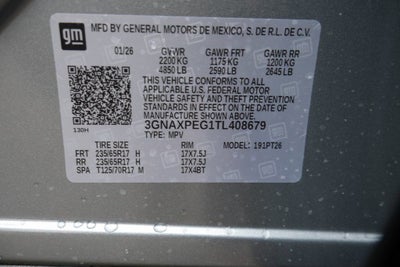 gm
MFD BY GENERAL MOTORS DE MEXICO, S. DE R.L. DE C.V.
01/26 GVWR GAWR FRT GAWR RR
2200 KG 1175 KG 1200 KG
4850 LB 2590 LB 2645 LB
THIS VEHICLE CONFORMS TO ALL
APPLICABLE U.S. FEDERAL MOTOR
VEHICLE SAFETY AND THEFT PREVENTION
STANDARDS IN EFFECT ON THE DATE OF
MANUFACTURE SHOWN ABOVE.
130H
3GNAXPEG1TL408679
TYPE: MPV
MODEL: 191PT26
TIRE SIZE RIM
FRT 235/65R17 H 17X7.5J
RR 235/65R17 H 17X7.5J
SPA T125/70R17 M 17X4BT